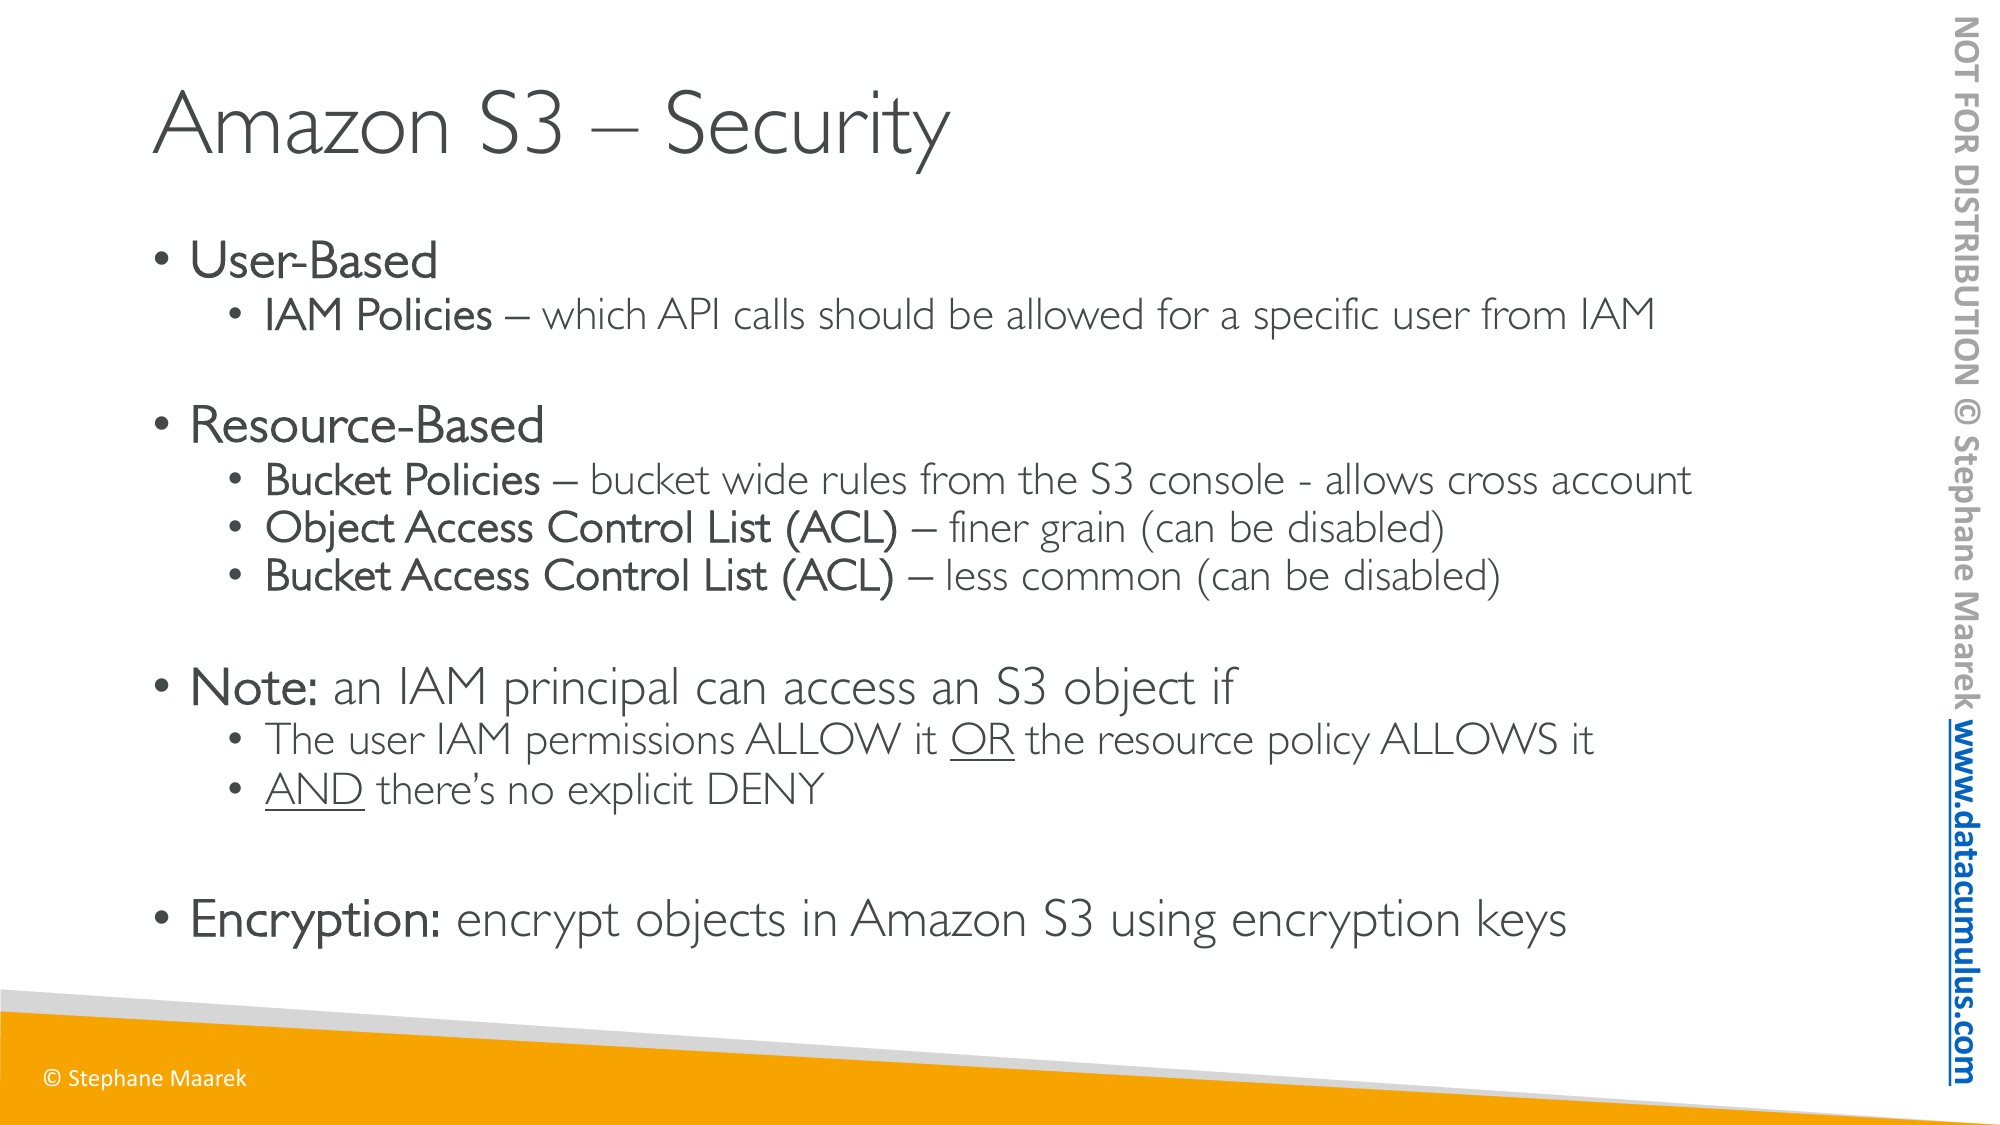 Amazon S3 – Security
• User-Based
• IAM Policies – which API calls should be allowed for a specific user from IAM
• Resource-Based
• Bucket Policies – bucket wide rules from the S3 console - allows cross account
• Object Access Control List (ACL) – finer grain (can be disabled)
• Bucket Access Control List (ACL) – less common (can be disabled)
• Note: an IAM principal can access an S3 object if
• The user IAM permissions ALLOW it OR the resource policy ALLOWS it
• AND there’s no explicit DENY
• Encryption: encrypt objects in Amazon S3 using encryption keys
© Stephane Maarek
NOT FOR DISTRIBUTION © Stephane Maarek www.datacumulus.com